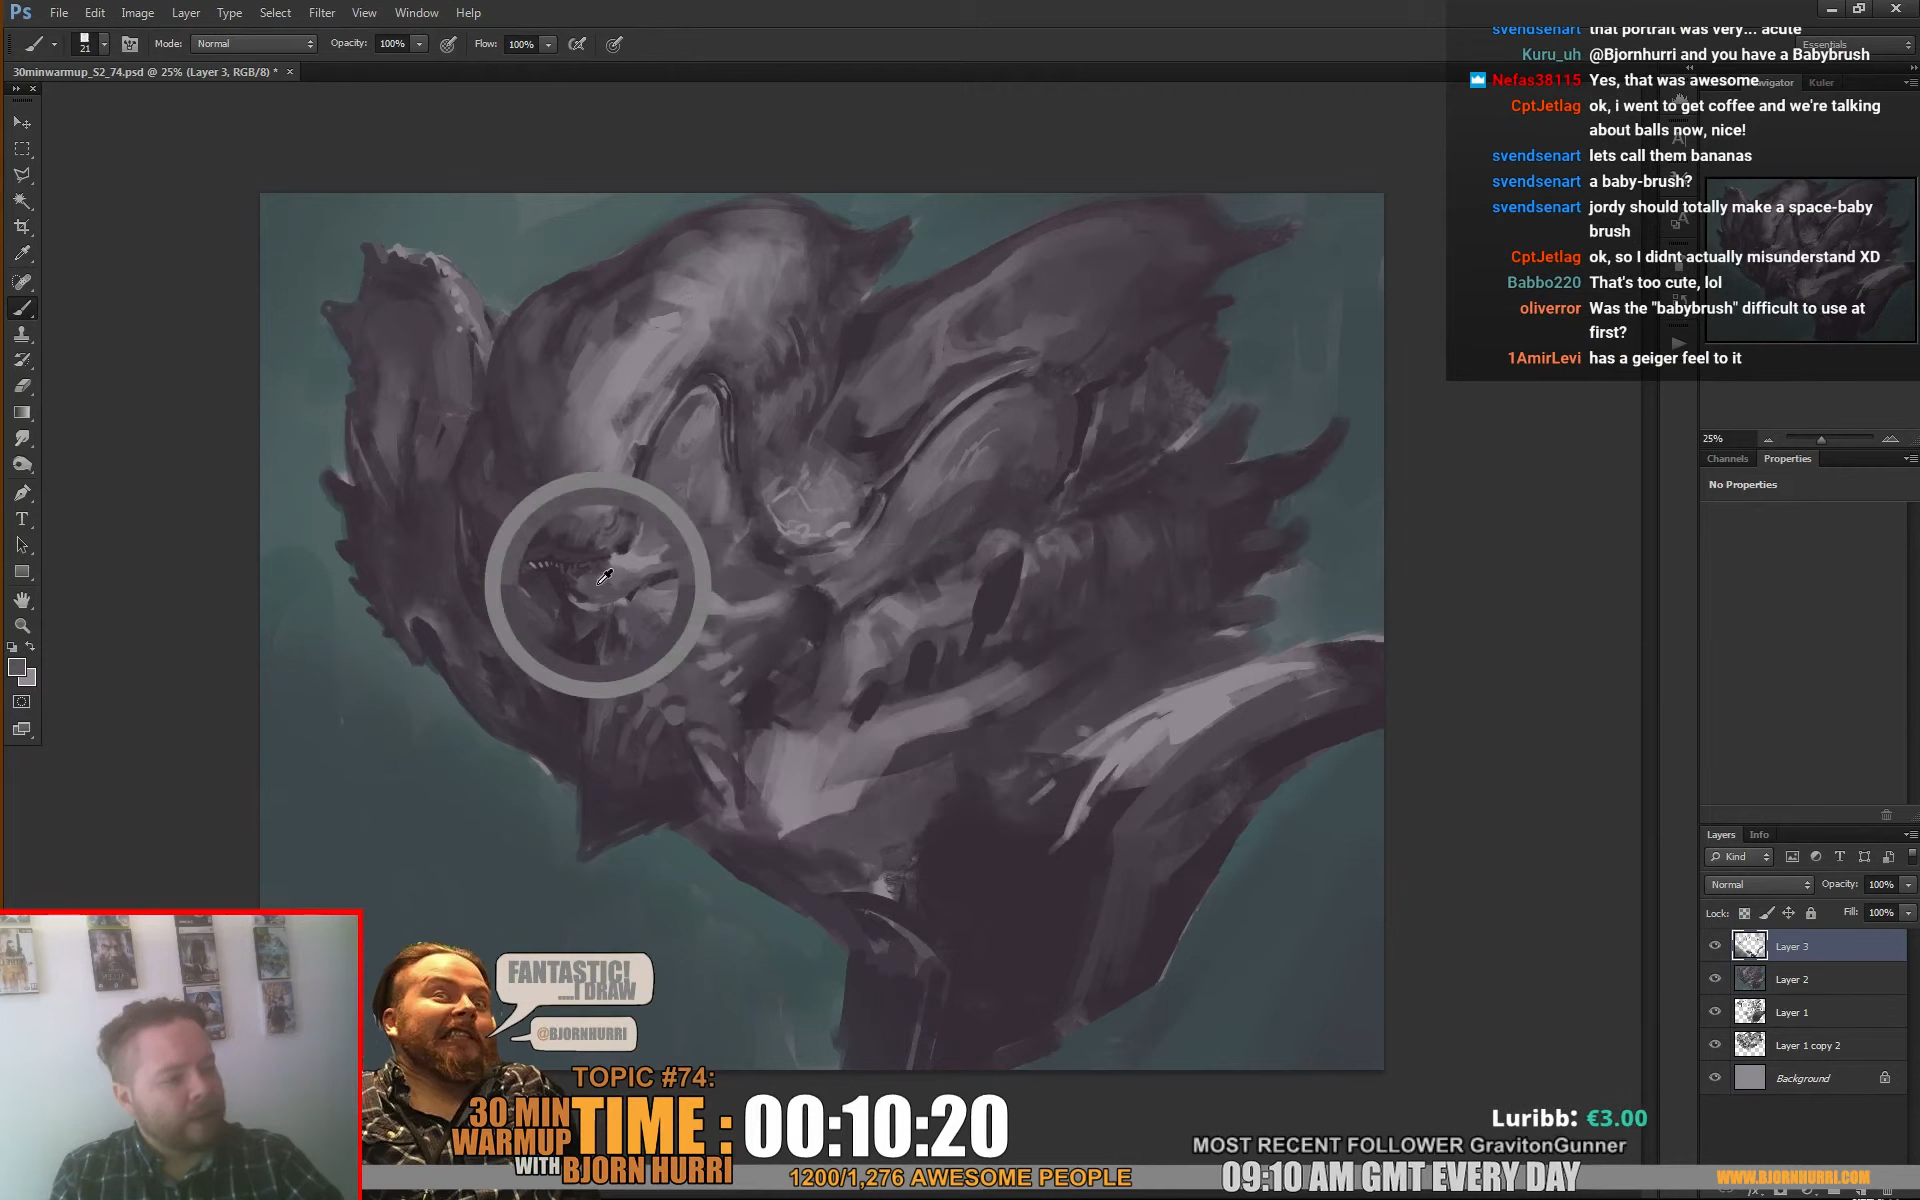 Ps File Edit Image Layer Type Select Filter View Window Help
21 Mode: Normal Opacity: 100% Flow: 100%
Essentials
30minwarmup_S2_74.psd @ 25% (Layer 3, RGB/8) *
svendsenart that portrait was very... acute
Kuru_uh @Bjornhurri and you have a Babybrush
Nefas38115 Yes, that was awesome
CptJetlag ok, i went to get coffee and we're talking
about balls now, nice!
svendsenart lets call them bananas
svendsenart a baby-brush?
svendsenart jordy should totally make a space-baby
brush
CptJetlag ok, so I didnt actually misunderstand XD
Babbo220 That's too cute, lol
oliverror Was the "babybrush" difficult to use at
first?
1AmirLevi has a geiger feel to it
Kuler
25%
Channels Properties
No Properties
Layers Info
Kind
Normal Opacity: 100%
Lock: Fill: 100%
Layer 3
Layer 2
Layer 1
Layer 1 copy 2
Background
FANTASTIC!
....I DRAW
@BJORNHURRI
TOPIC #74:
30 MIN
WARMUP
WITH BJORN HURRI
TIME : 00:10:20
1200/1,276 AWESOME PEOPLE
Luribb: €3.00
MOST RECENT FOLLOWER GravitonGunner
09:10 AM GMT EVERY DAY
WWW.BJORNHURRI.COM